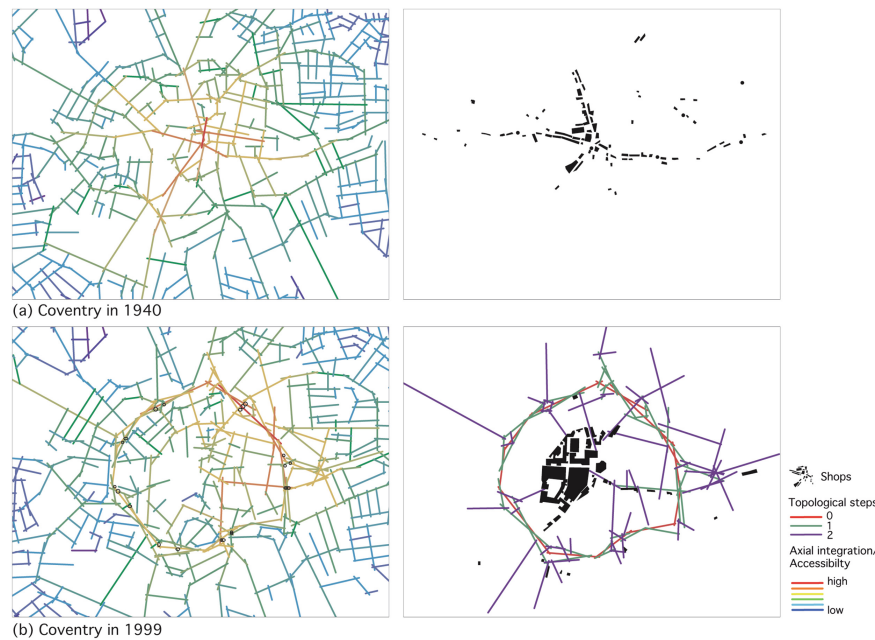 (a) Coventry in 1940
Shops
Topological steps
0
1
2
Axial integration/
Accessibilty
high
low
(b) Coventry in 1999